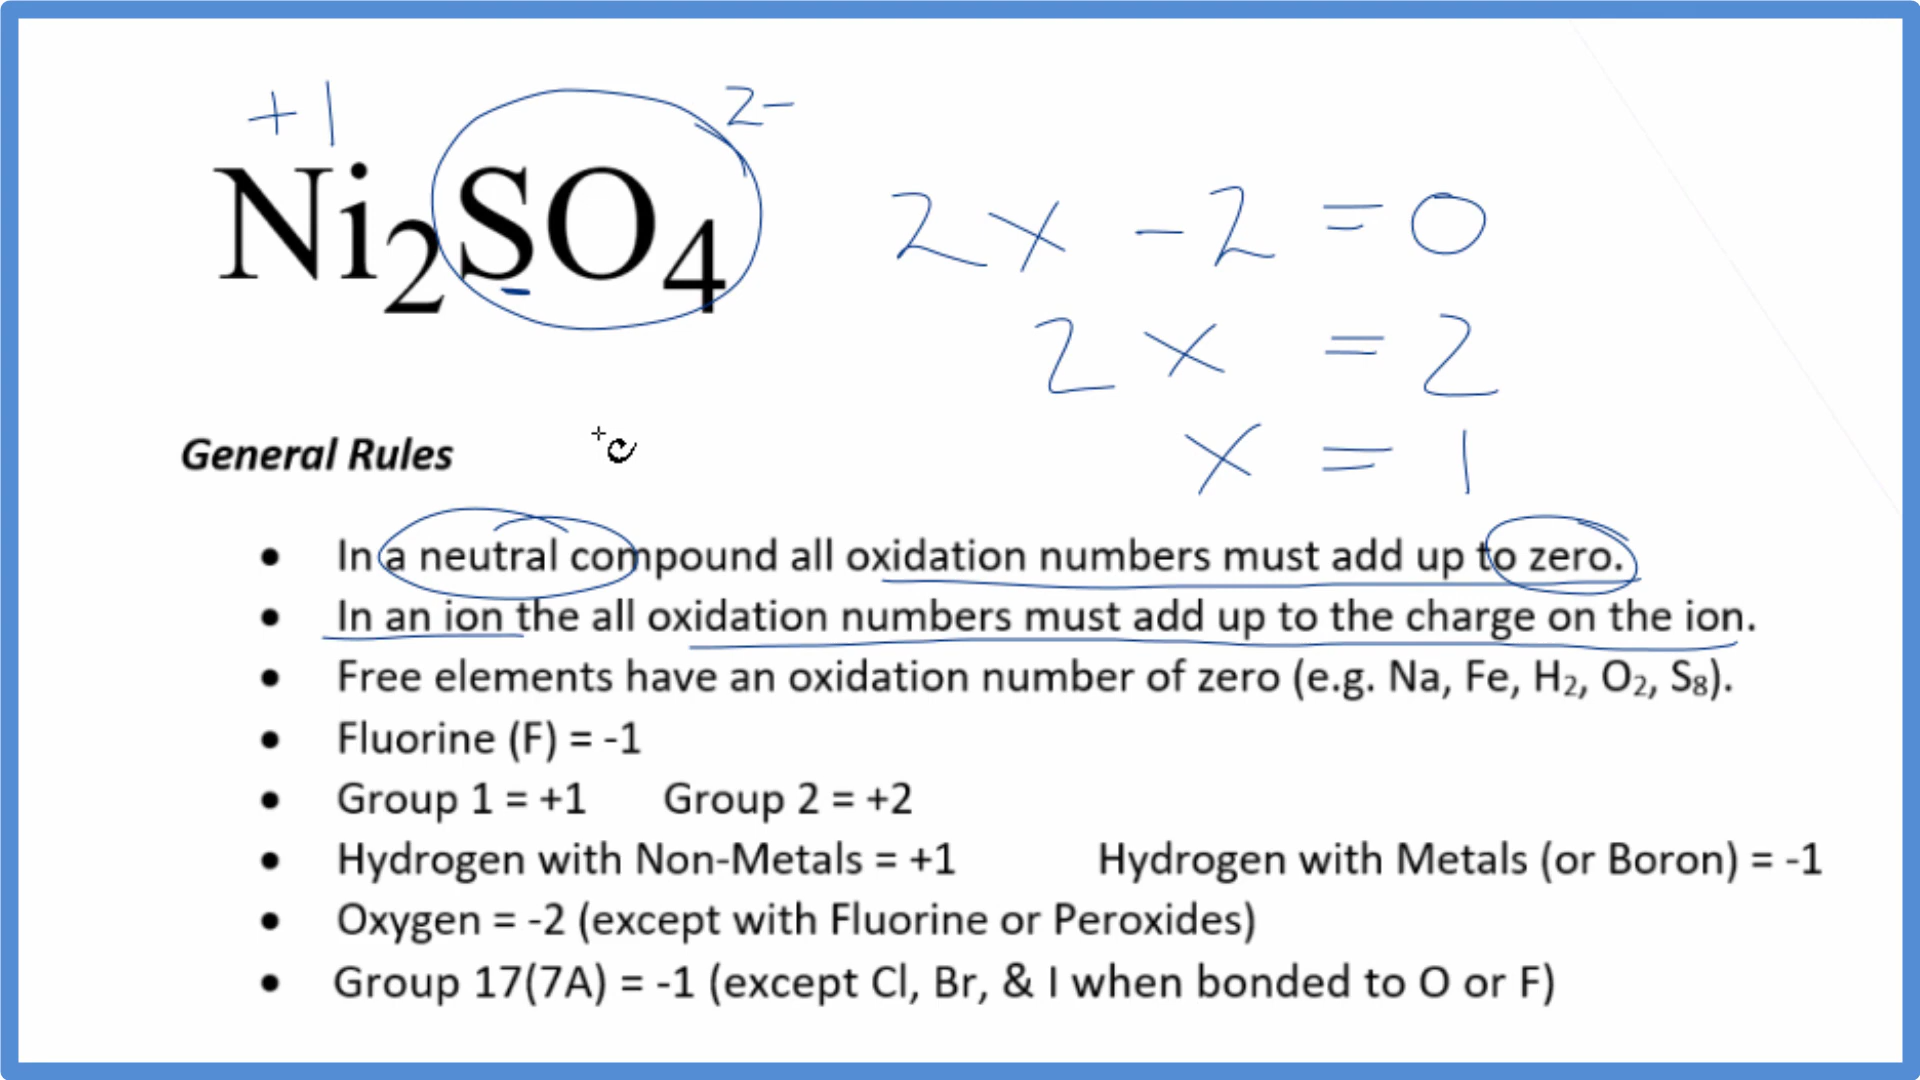 +1 2-
Ni₂SO₄
2x -2 = 0
2x = 2
x = 1
General Rules
• In a neutral compound all oxidation numbers must add up to zero.
• In an ion the all oxidation numbers must add up to the charge on the ion.
• Free elements have an oxidation number of zero (e.g. Na, Fe, H₂, O₂, S₈).
• Fluorine (F) = -1
• Group 1 = +1 Group 2 = +2
• Hydrogen with Non-Metals = +1 Hydrogen with Metals (or Boron) = -1
• Oxygen = -2 (except with Fluorine or Peroxides)
• Group 17(7A) = -1 (except Cl, Br, & I when bonded to O or F)